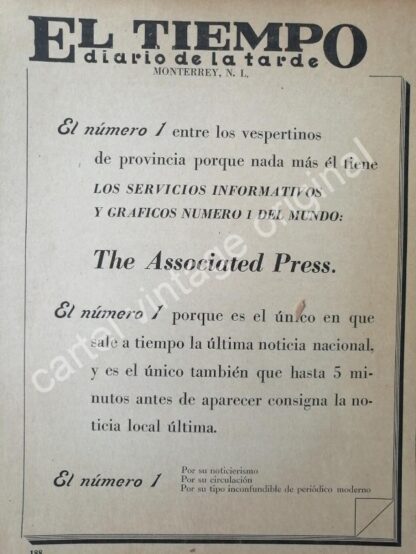 EL TIEMPO
diario de la tarde
MONTERREY, N. L.
El número 1 entre los vespertinos
de provincia porque nada más él tiene
LOS SERVICIOS INFORMATIVOS
Y GRAFICOS NUMERO 1 DEL MUNDO:
The Associated Press.
El número 1 porque es el único en que
sale a tiempo la última noticia nacional,
y es el único también que hasta 5 mi-
nutos antes de aparecer consigna la no-
ticia local última.
El número 1
Por su noticierismo
Por su circulación
Por su tipo inconfundible de periódico moderno
188
cartel vintage original